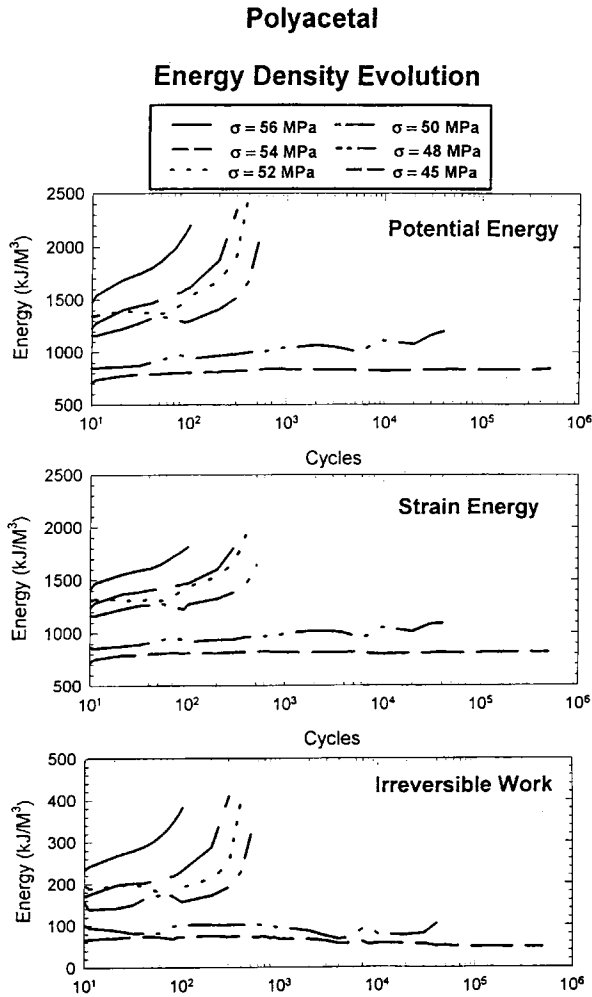 Polyacetal
Energy Density Evolution
σ = 56 MPa
σ = 50 MPa
σ = 54 MPa
σ = 48 MPa
σ = 52 MPa
σ = 45 MPa
Potential Energy
Energy (kJ/M³)
2500
2000
1500
1000
500
10¹ 10² 10³ 10⁴ 10⁵ 10⁶
Cycles
Strain Energy
Energy (kJ/M³)
2500
2000
1500
1000
500
10¹ 10² 10³ 10⁴ 10⁵ 10⁶
Cycles
Irreversible Work
Energy (kJ/M³)
500
400
300
200
100
0
10¹ 10² 10³ 10⁴ 10⁵ 10⁶